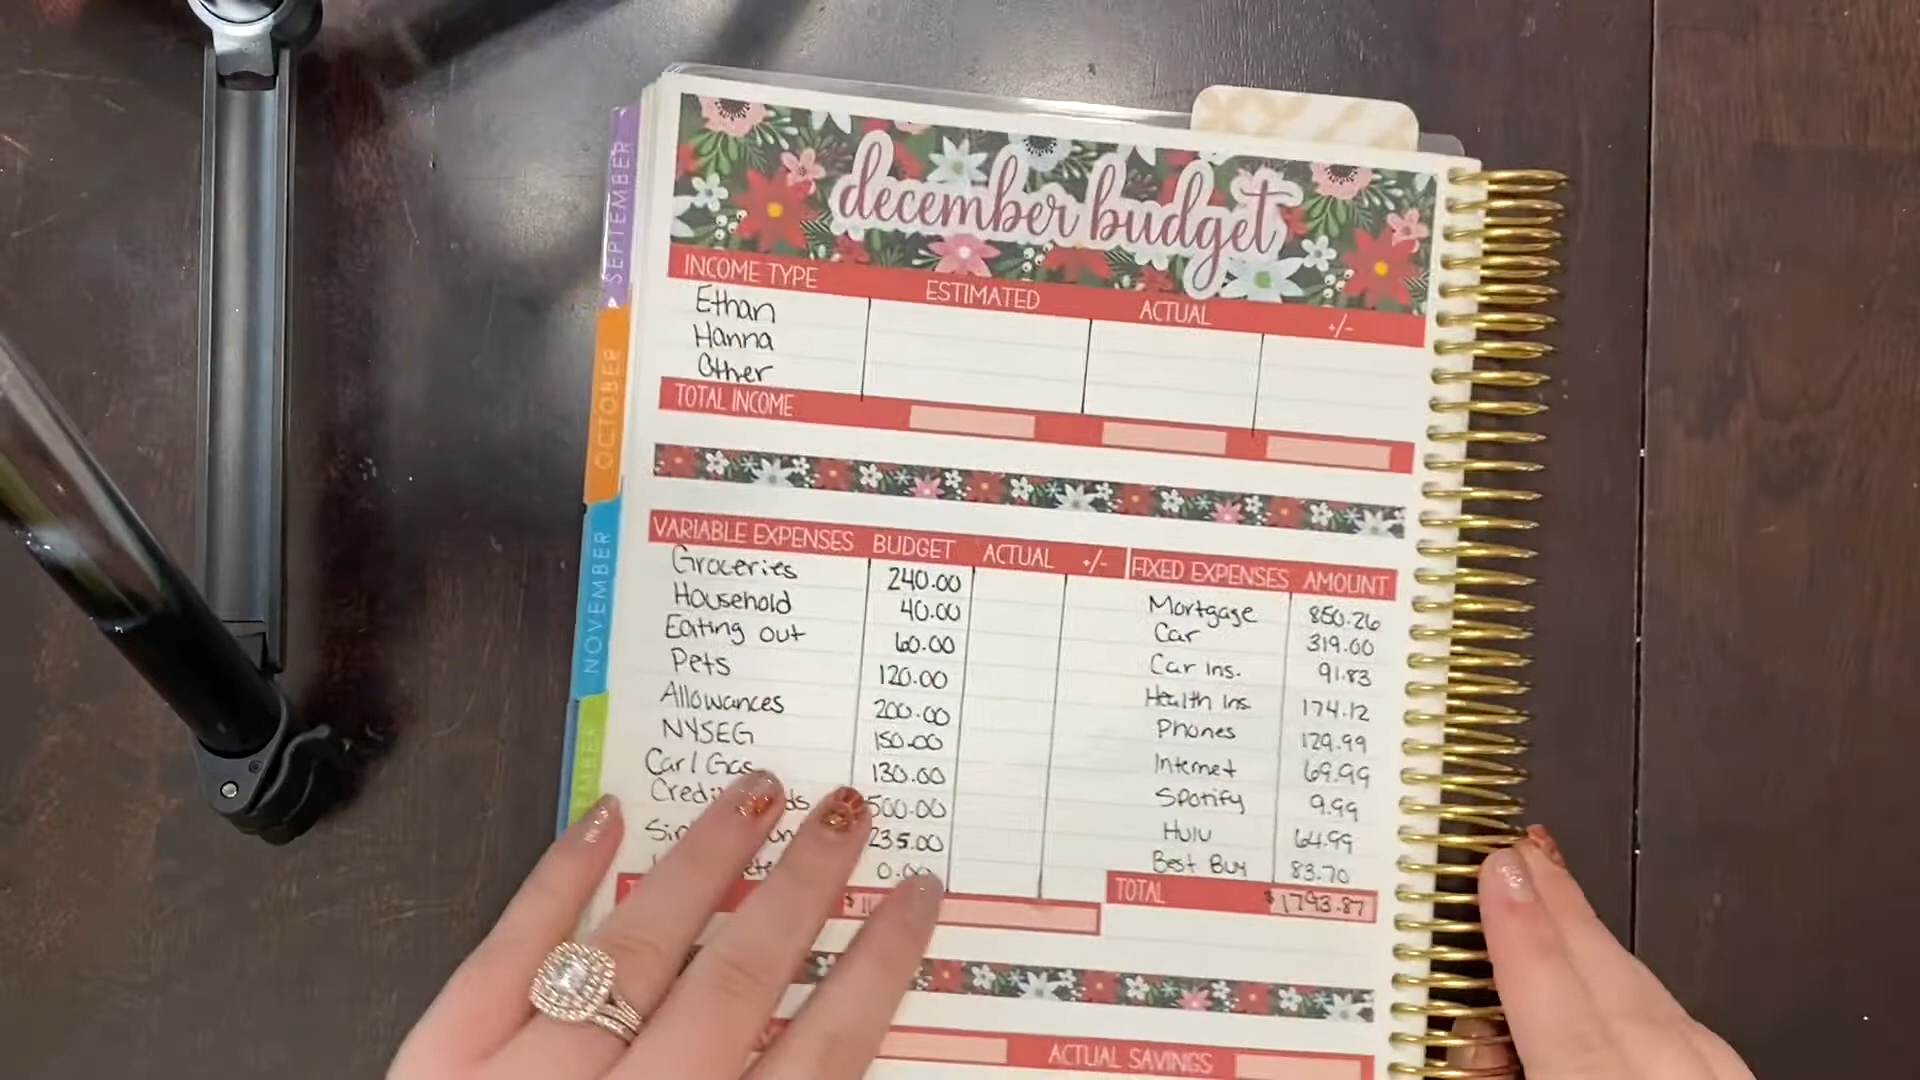 december budget
INCOME TYPE ESTIMATED ACTUAL +/-
Ethan
Hanna
Other
TOTAL INCOME
VARIABLE EXPENSES BUDGET ACTUAL +/-
Groceries 240.00
Household 40.00
Eating out 60.00
Pets 120.00
Allowances 200.00
NYSEG 150.00
Car/Gas 130.00
500.00
235.00
0.00
FIXED EXPENSES AMOUNT
Mortgage 850.26
Car 319.00
Car ins. 91.83
Health Ins. 174.12
Phones 129.99
Internet 69.99
Spotify 9.99
Hulu 64.99
Best Buy 83.70
TOTAL $1793.87
ACTUAL SAVINGS
SEPTEMBER
OCTOBER
NOVEMBER